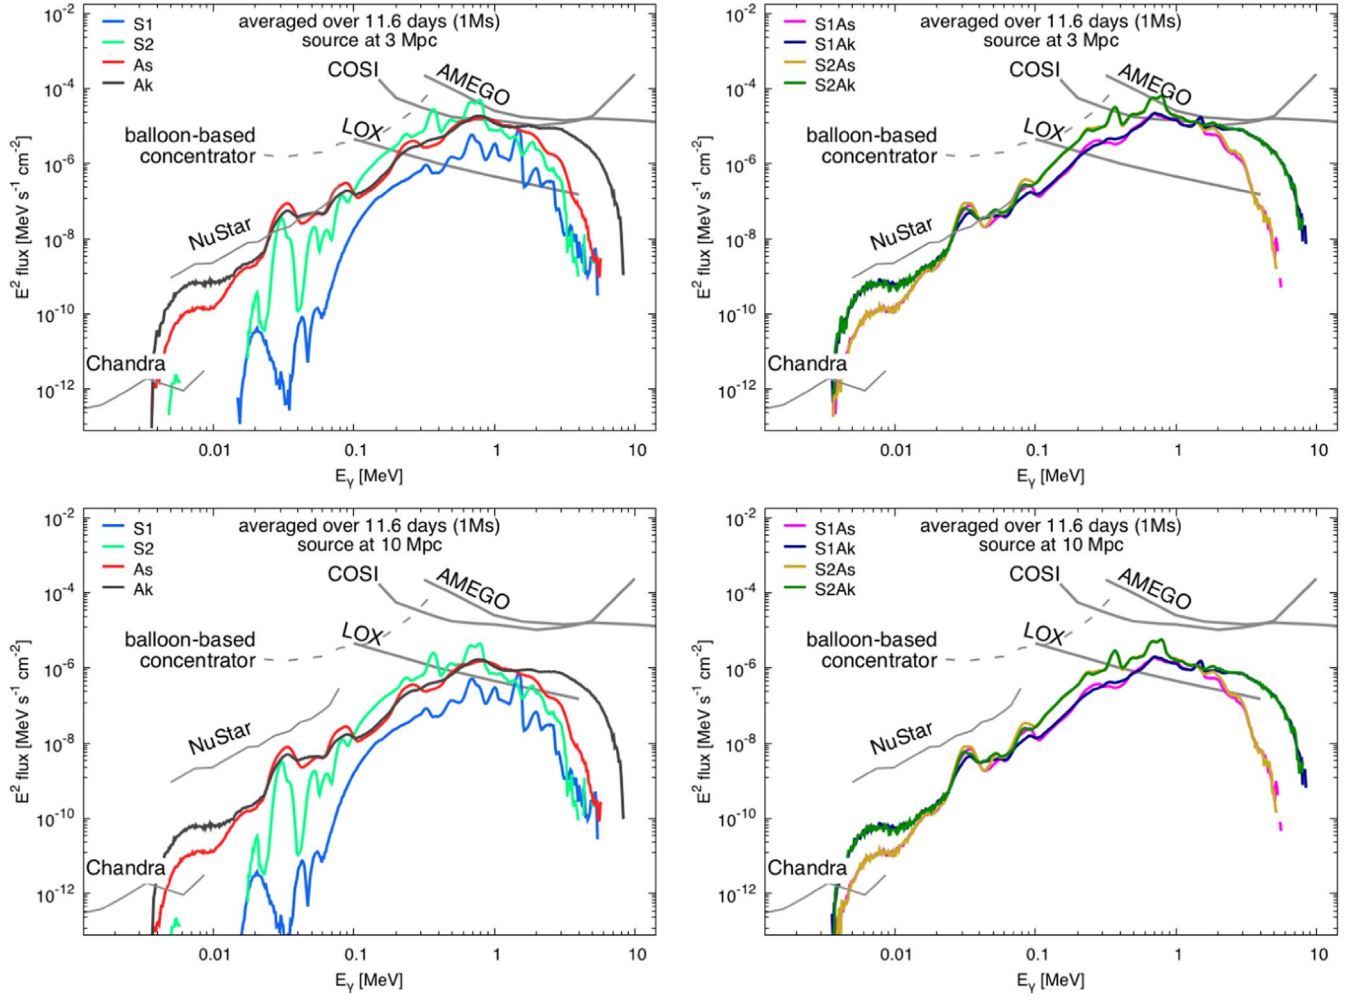 S1
S2
As
Ak
averaged over 11.6 days (1Ms)
source at 3 Mpc
COSI
AMEGO
LOX
balloon-based
concentrator
NuStar
Chandra
10⁻²
10⁻⁴
10⁻⁶
10⁻⁸
10⁻¹⁰
10⁻¹²
E² flux [MeV s⁻¹ cm⁻²]
0.01 0.1 1 10
Eᵧ [MeV]
S1As
S1Ak
S2As
S2Ak
averaged over 11.6 days (1Ms)
source at 3 Mpc
COSI
AMEGO
LOX
balloon-based
concentrator
NuStar
Chandra
10⁻²
10⁻⁴
10⁻⁶
10⁻⁸
10⁻¹⁰
10⁻¹²
E² flux [MeV s⁻¹ cm⁻²]
0.01 0.1 1 10
Eᵧ [MeV]
S1
S2
As
Ak
averaged over 11.6 days (1Ms)
source at 10 Mpc
COSI
AMEGO
LOX
balloon-based
concentrator
NuStar
Chandra
10⁻²
10⁻⁴
10⁻⁶
10⁻⁸
10⁻¹⁰
10⁻¹²
E² flux [MeV s⁻¹ cm⁻²]
0.01 0.1 1 10
Eᵧ [MeV]
S1As
S1Ak
S2As
S2Ak
averaged over 11.6 days (1Ms)
source at 10 Mpc
COSI
AMEGO
LOX
balloon-based
concentrator
NuStar
Chandra
10⁻²
10⁻⁴
10⁻⁶
10⁻⁸
10⁻¹⁰
10⁻¹²
E² flux [MeV s⁻¹ cm⁻²]
0.01 0.1 1 10
Eᵧ [MeV]